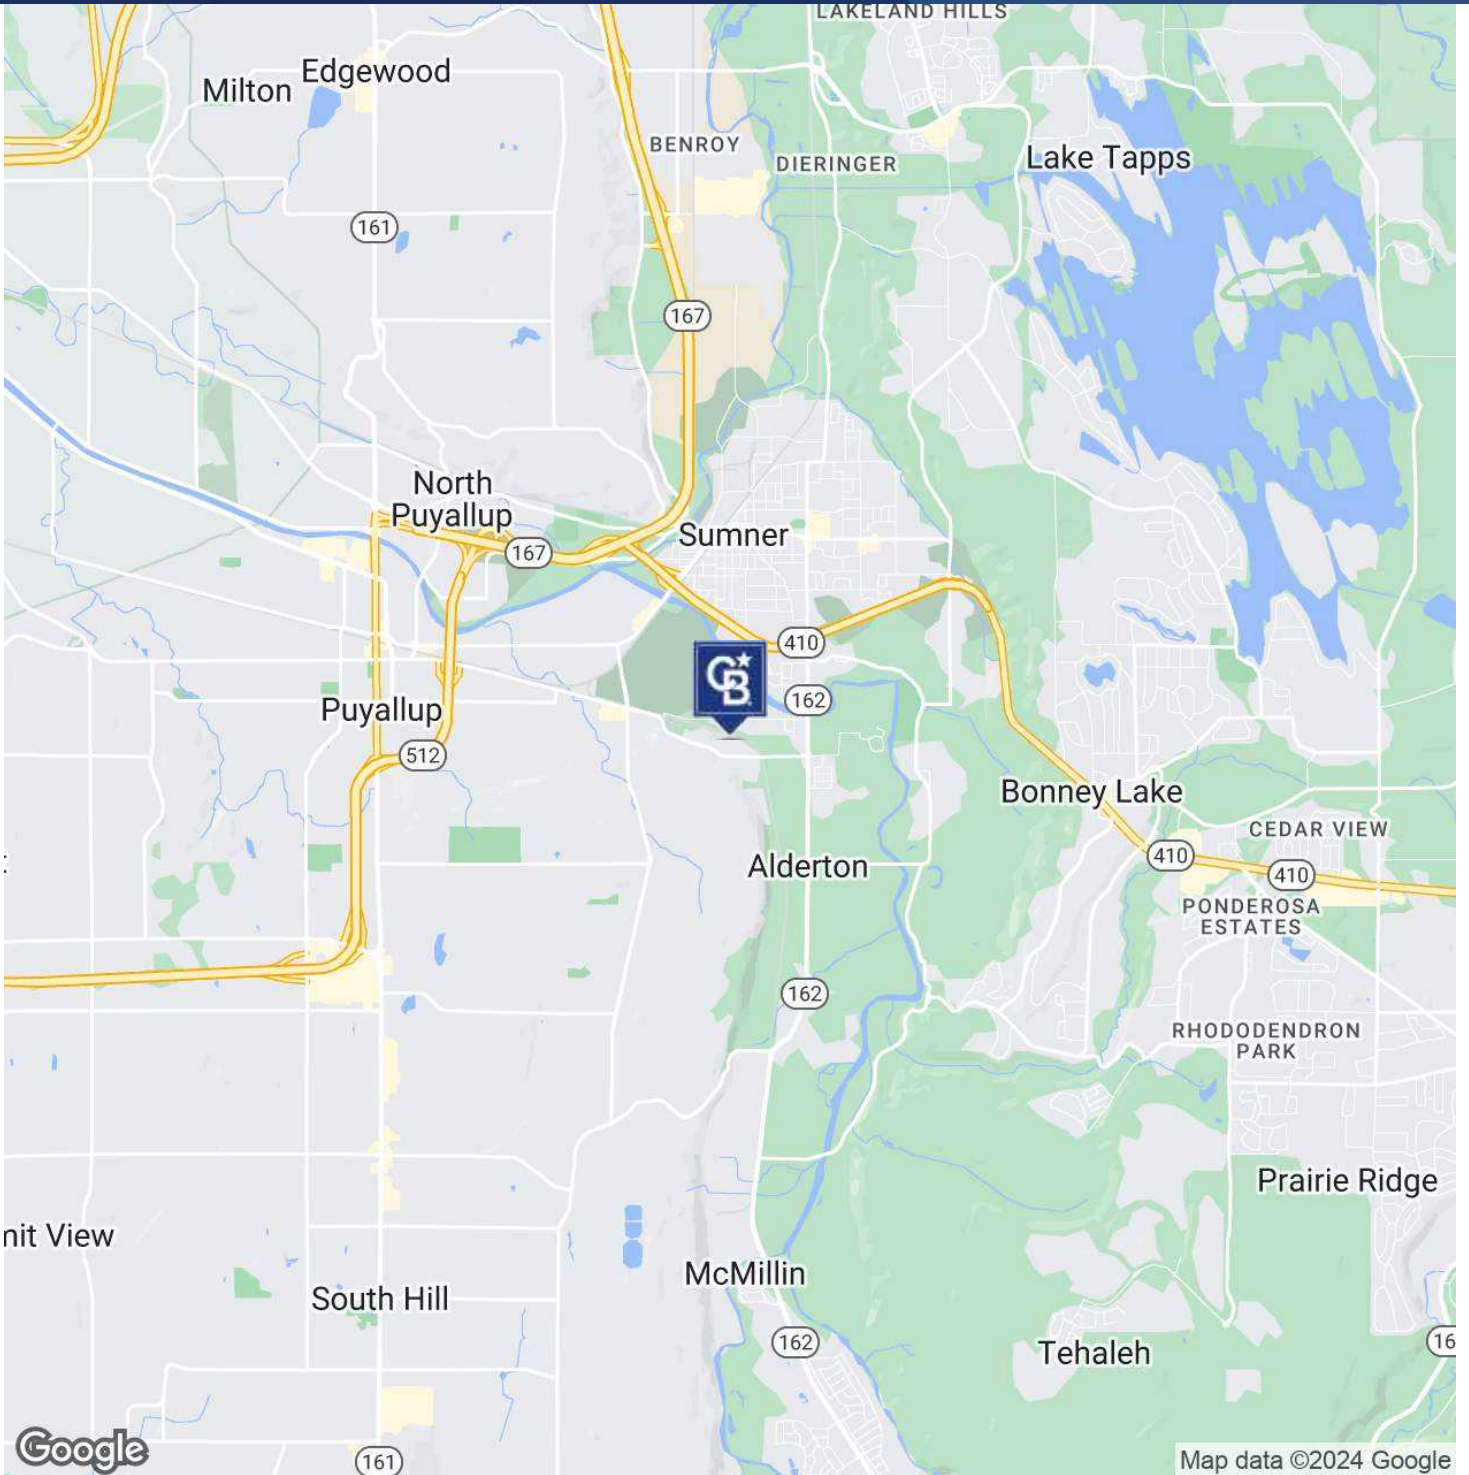 LAKELAND HILLS
Edgewood
Milton
BENROY
DIERINGER
Lake Tapps
161
167
North
Puyallup
Sumner
167
410
CB
162
Puyallup
512
Bonney Lake
CEDAR VIEW
410
410
Alderton
PONDEROSA
ESTATES
162
RHODODENDRON
PARK
Prairie Ridge
nit View
McMillin
South Hill
162
Tehaleh
16
Google
161
Map data ©2024 Google